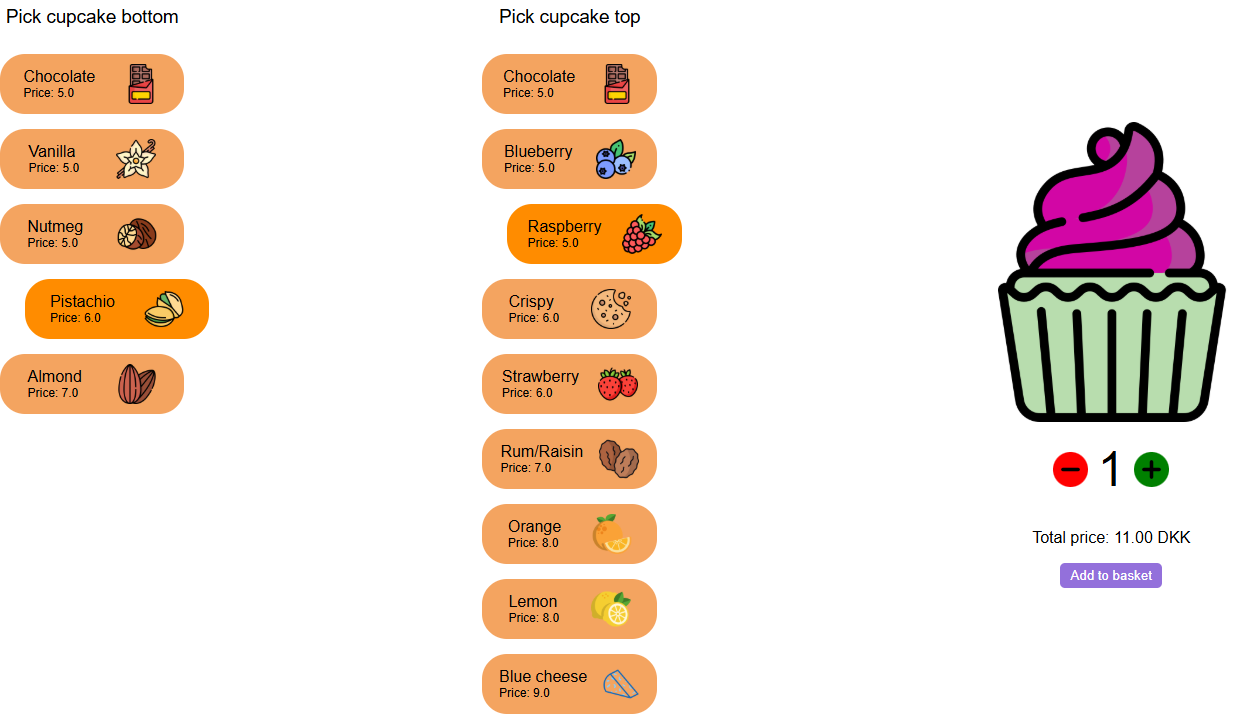 Pick cupcake bottom
Chocolate
Price: 5.0
Vanilla
Price: 5.0
Nutmeg
Price: 5.0
Pistachio
Price: 6.0
Almond
Price: 7.0
Pick cupcake top
Chocolate
Price: 5.0
Blueberry
Price: 5.0
Raspberry
Price: 5.0
Crispy
Price: 6.0
Strawberry
Price: 6.0
Rum/Raisin
Price: 7.0
Orange
Price: 8.0
Lemon
Price: 8.0
Blue cheese
Price: 9.0
1
Total price: 11.00 DKK
Add to basket